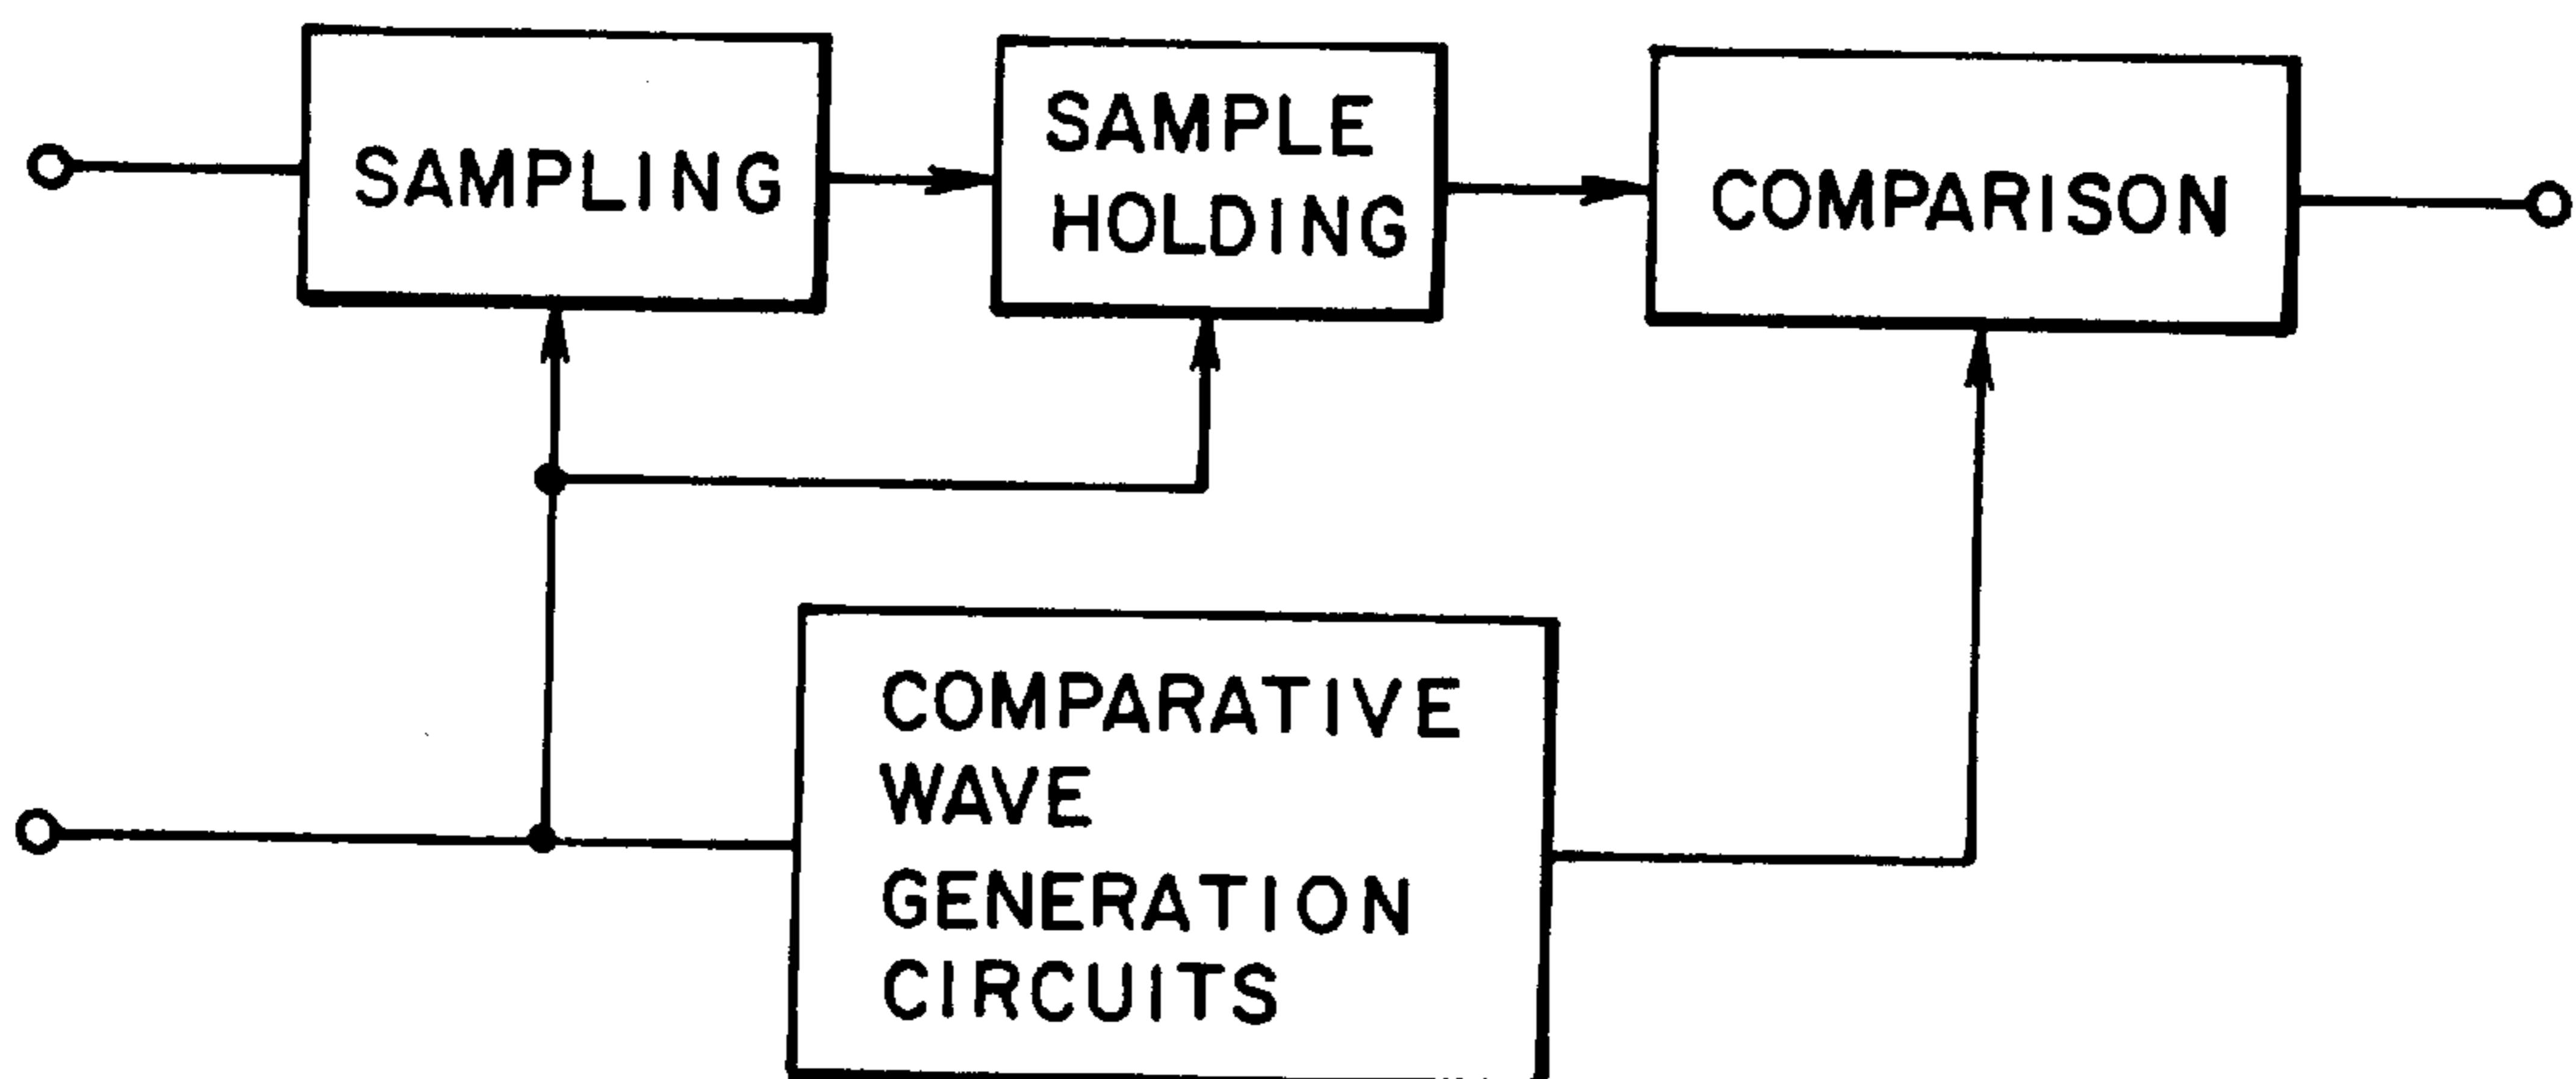 SAMPLING
SAMPLE
HOLDING
COMPARISON
COMPARATIVE
WAVE
GENERATION
CIRCUITS